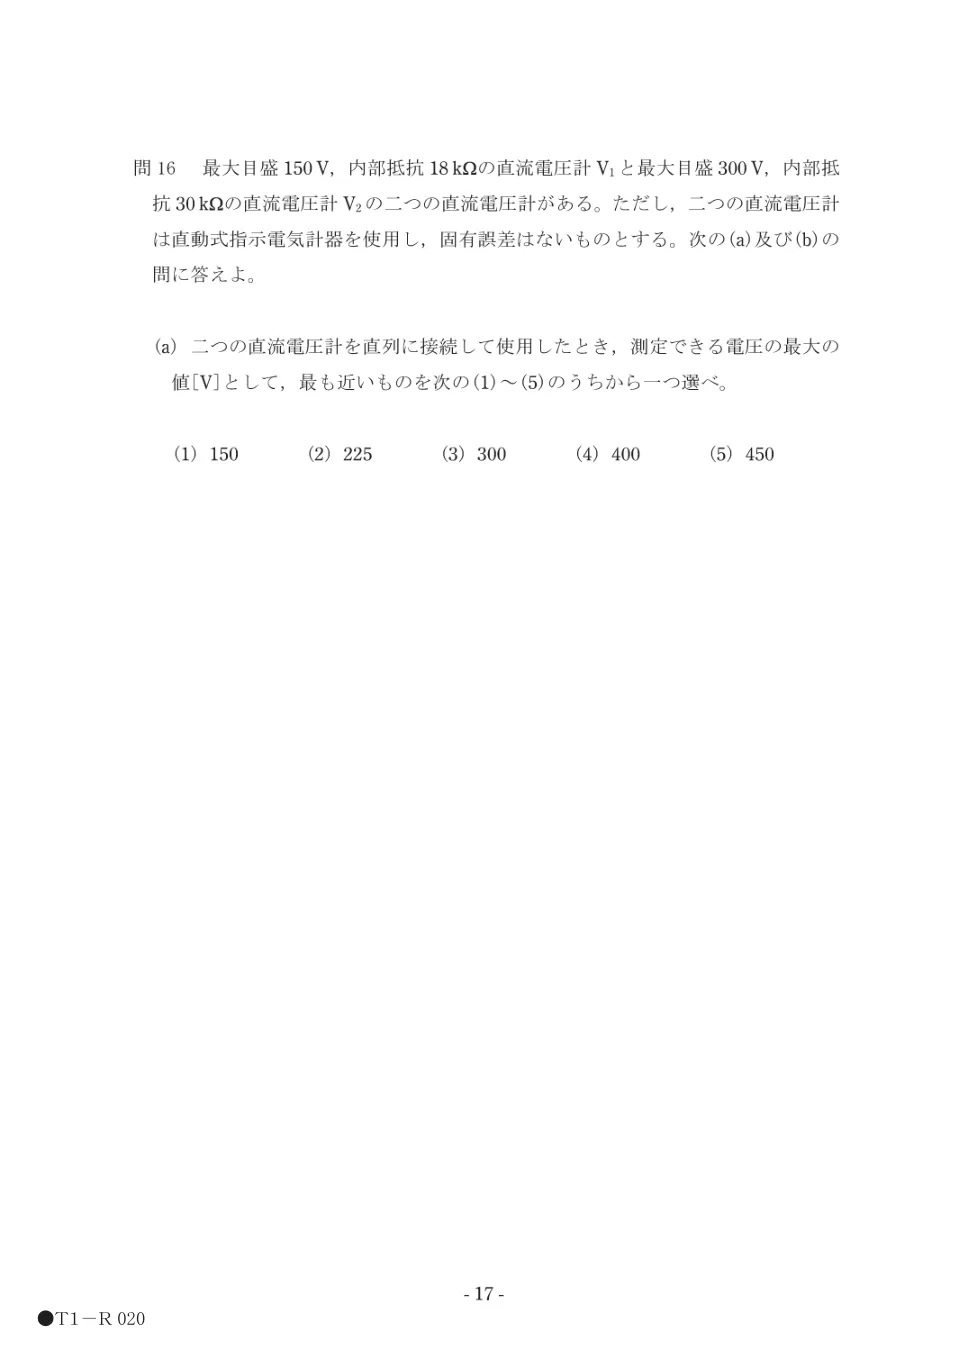 問 16 最大目盛 150 V，内部抵抗 18 kΩの直流電圧計 V₁ と最大目盛 300 V，内部抵
抗 30 kΩの直流電圧計 V₂ の二つの直流電圧計がある。ただし，二つの直流電圧計
は直動式指示電気計器を使用し，固有誤差はないものとする。次の(a)及び(b)の
問に答えよ。
(a) 二つの直流電圧計を直列に接続して使用したとき，測定できる電圧の最大の
値[V]として，最も近いものを次の(1)～(5)のうちから一つ選べ。
(1) 150 (2) 225 (3) 300 (4) 400 (5) 450
- 17 -
●T1－R 020